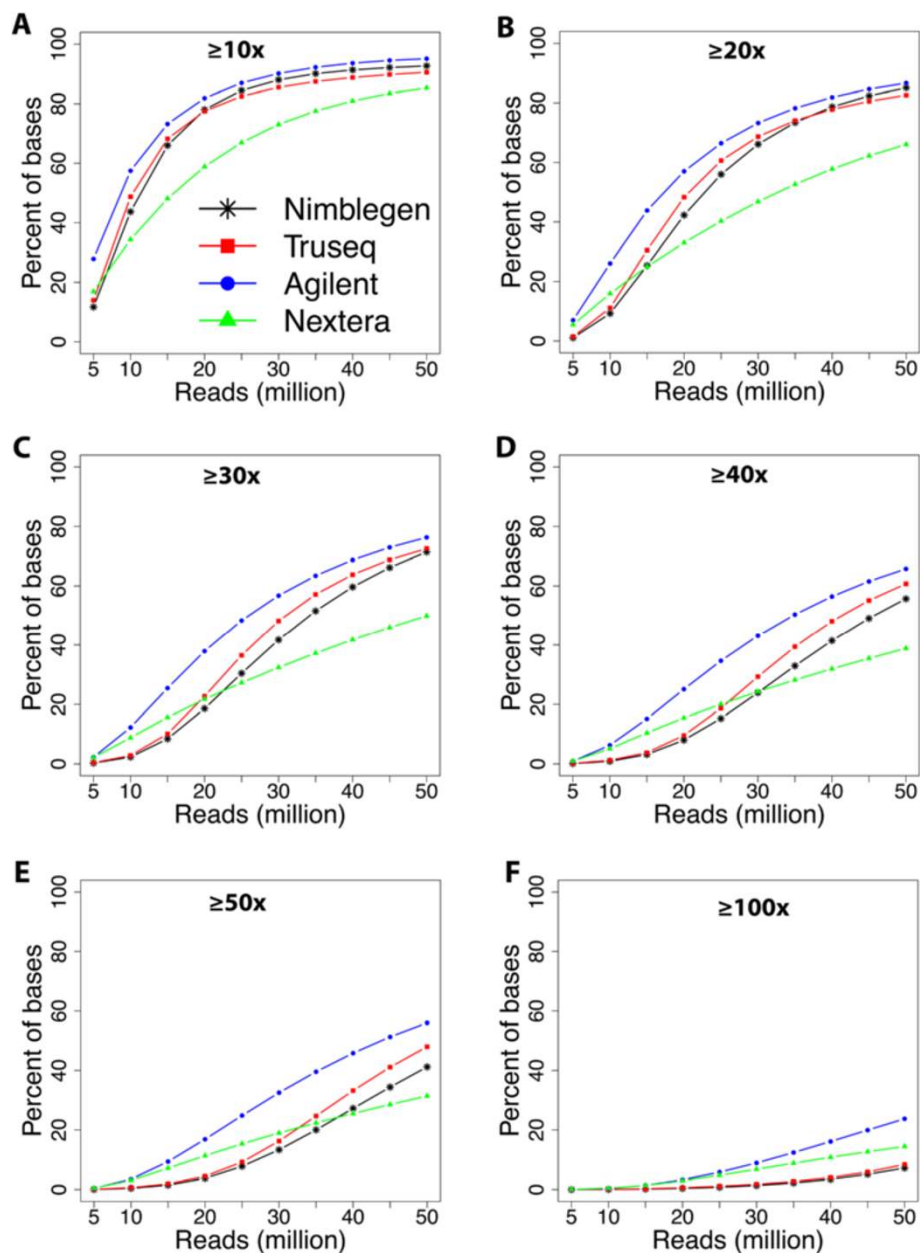 A
≥10x
Percent of bases
0 20 40 60 80 100
Nimblegen
Truseq
Agilent
Nextera
5 10 20 30 40 50
Reads (million)
B
≥20x
Percent of bases
0 20 40 60 80 100
5 10 20 30 40 50
Reads (million)
C
≥30x
Percent of bases
0 20 40 60 80 100
5 10 20 30 40 50
Reads (million)
D
≥40x
Percent of bases
0 20 40 60 80 100
5 10 20 30 40 50
Reads (million)
E
≥50x
Percent of bases
0 20 40 60 80 100
5 10 20 30 40 50
Reads (million)
F
≥100x
Percent of bases
0 20 40 60 80 100
5 10 20 30 40 50
Reads (million)